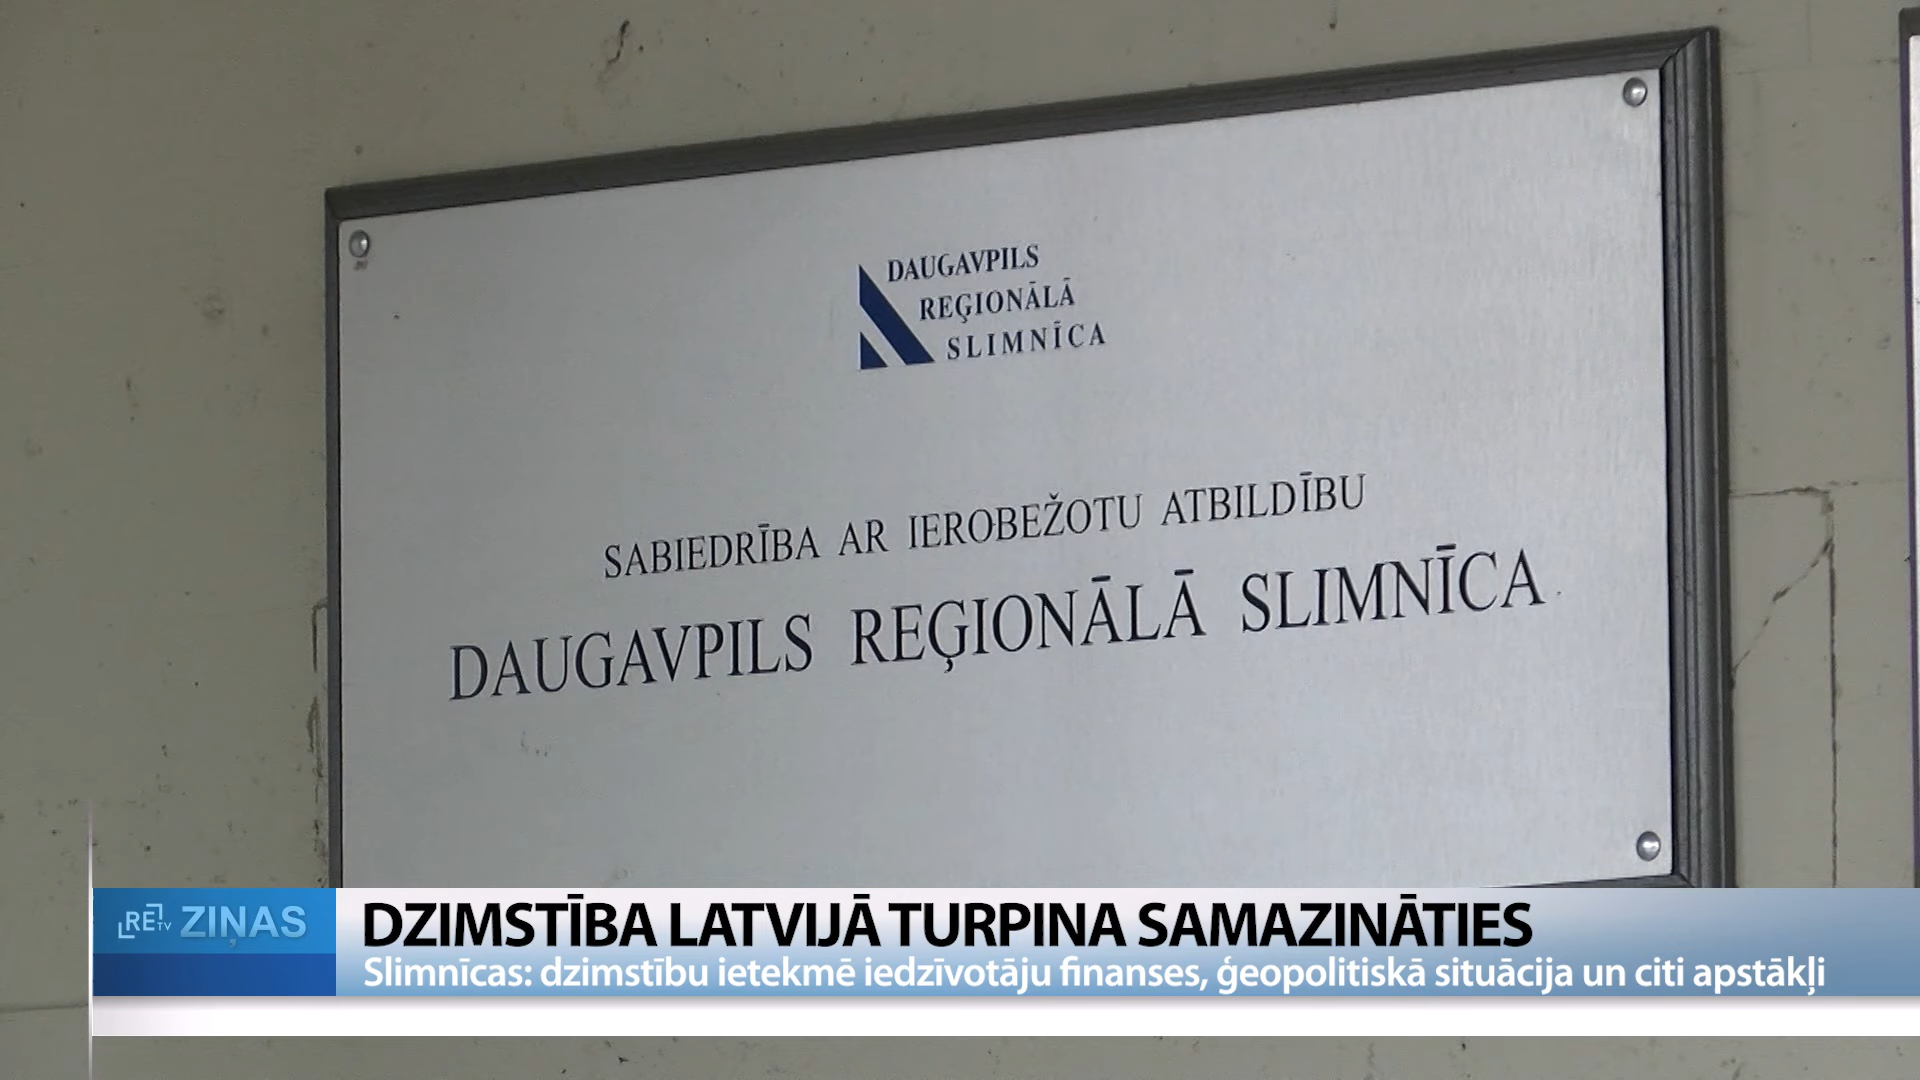 DAUGAVPILS
REĢIONĀLĀ
SLIMNĪCA
SABIEDRĪBA AR IEROBEŽOTU ATBILDĪBU
DAUGAVPILS REĢIONĀLĀ SLIMNĪCA
RE TV ZIŅAS
DZIMSTĪBA LATVIJĀ TURPINA SAMAZINĀTIES
Slimnīcas: dzimstību ietekmē iedzīvotāju finanses, ģeopolitiskā situācija un citi apstākļi